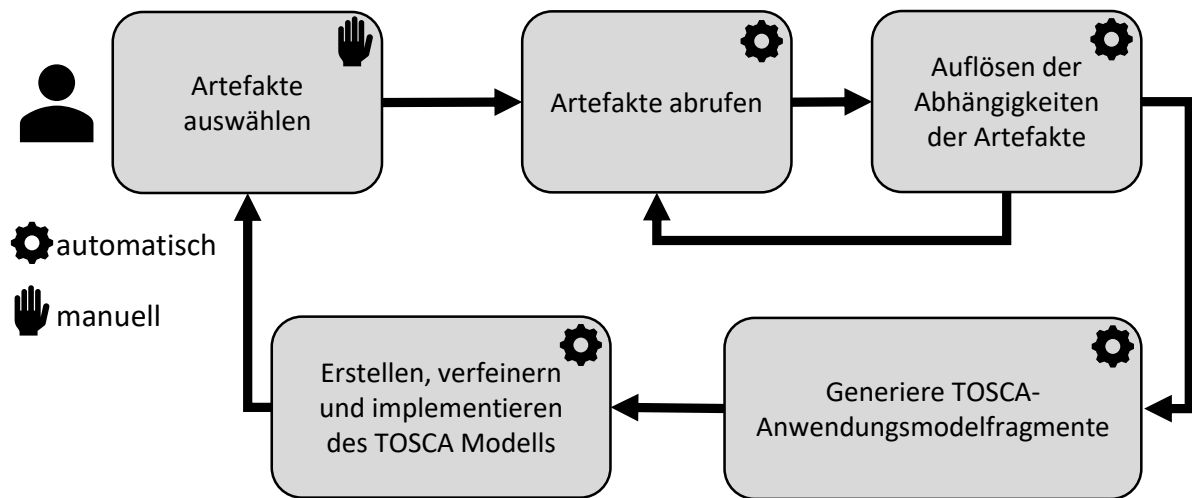 Artefakte
auswählen
Artefakte abrufen
Auflösen der
Abhängigkeiten
der Artefakte
automatisch
manuell
Erstellen, verfeinern
und implementieren
des TOSCA Modells
Generiere TOSCA-
Anwendungsmodelfragmente